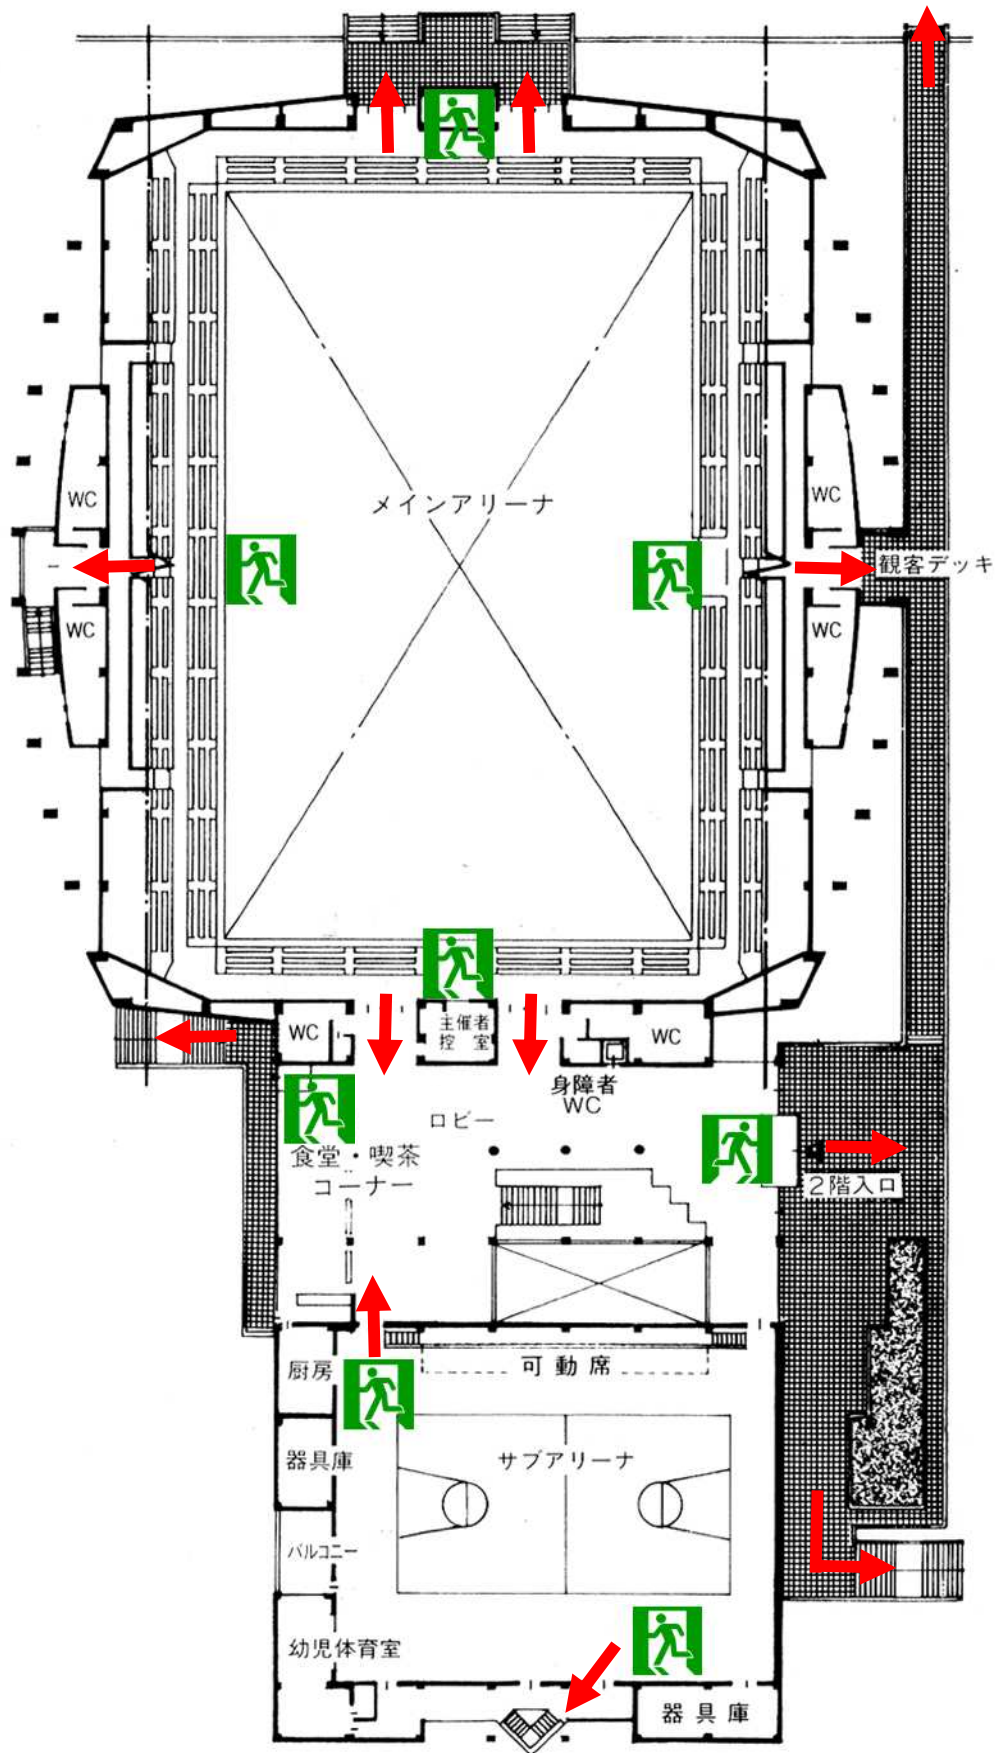 メインアリーナ
WC
WC
観客デッキ
WC
WC
WC
主催者
控室
WC
身障者
WC
ロビー
食堂・喫茶
コーナー
2階入口
可動席
厨房
器具庫
サブアリーナ
バルコニー
幼児体育室
器具庫